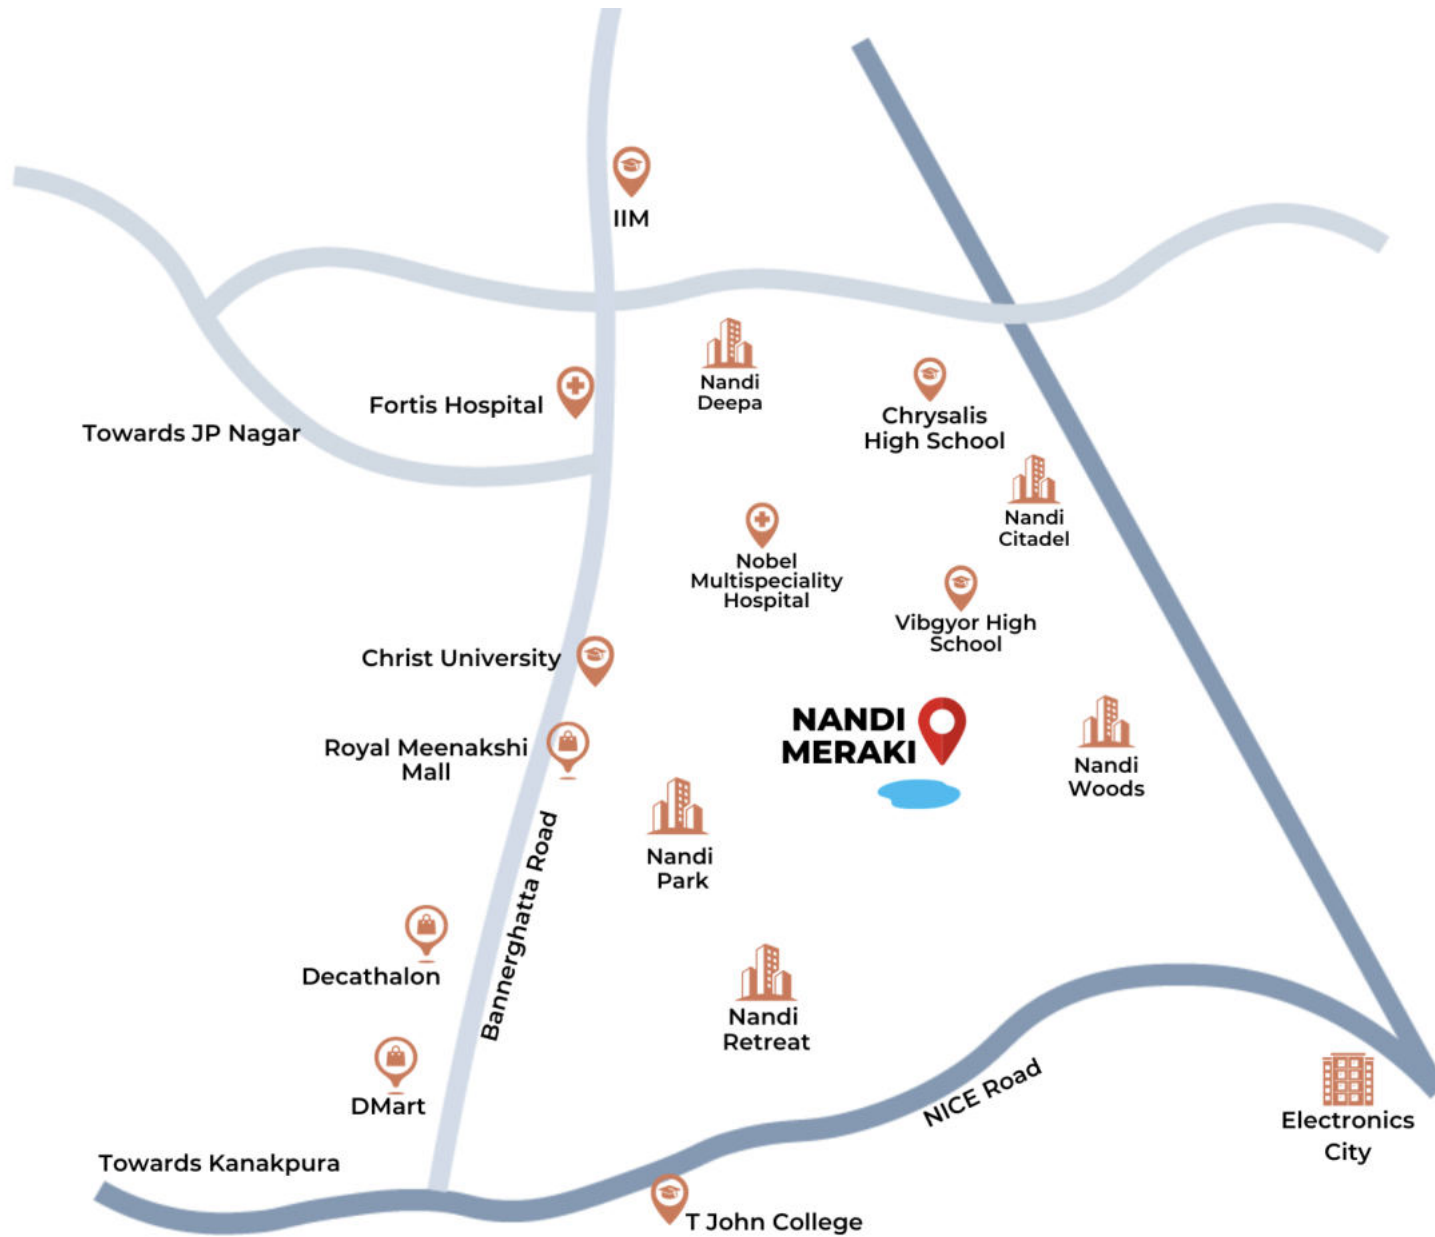 IIM
Nandi
Deepa
Fortis Hospital
Chrysalis
High School
Towards JP Nagar
Nandi
Citadel
Nobel
Multispeciality
Hospital
Vibgyor High
School
Christ University
NANDI
MERAKI
Royal Meenakshi
Mall
Nandi
Woods
Nandi
Park
Bannerghatta Road
Decathalon
Nandi
Retreat
NICE Road
DMart
Electronics
City
Towards Kanakpura
T John College